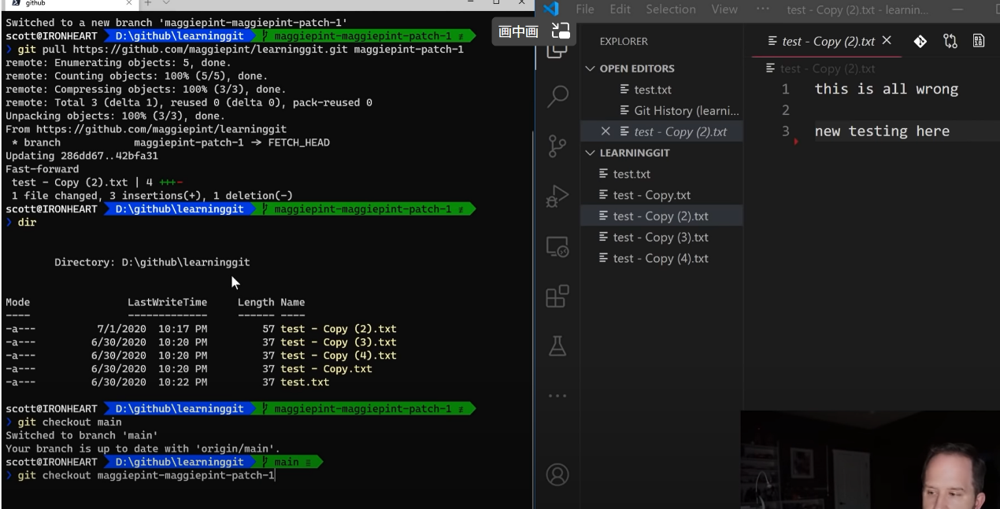 github
Switched to a new branch 'maggiepint-maggiepint-patch-1'
scott@IRONHEART D:\github\learninggit maggiepint-maggiepint-patch-1 ≢
❯ git pull https://github.com/maggiepint/learninggit.git maggiepint-patch-1
remote: Enumerating objects: 5, done.
remote: Counting objects: 100% (5/5), done.
remote: Compressing objects: 100% (3/3), done.
remote: Total 3 (delta 1), reused 0 (delta 0), pack-reused 0
Unpacking objects: 100% (3/3), done.
From https://github.com/maggiepint/learninggit
* branch maggiepint-patch-1 -> FETCH_HEAD
Updating 286dd67..42bfa31
Fast-forward
test - Copy (2).txt | 4 +++-
1 file changed, 3 insertions(+), 1 deletion(-)
scott@IRONHEART D:\github\learninggit maggiepint-maggiepint-patch-1 ≢
❯ dir
Directory: D:\github\learninggit
Mode LastWriteTime Length Name
---- ------------- ------ ----
-a--- 7/1/2020 10:17 PM 57 test - Copy (2).txt
-a--- 6/30/2020 10:20 PM 37 test - Copy (3).txt
-a--- 6/30/2020 10:20 PM 37 test - Copy (4).txt
-a--- 6/30/2020 10:20 PM 37 test - Copy.txt
-a--- 6/30/2020 10:22 PM 37 test.txt
scott@IRONHEART D:\github\learninggit maggiepint-maggiepint-patch-1 ≢
❯ git checkout main
Switched to branch 'main'
Your branch is up to date with 'origin/main'.
scott@IRONHEART D:\github\learninggit main ≡
❯ git checkout maggiepint-maggiepint-patch-1
画中画
File Edit Selection View ··· test - Copy (2).txt - learnin...
EXPLORER
OPEN EDITORS
test.txt
Git History (learni...
test - Copy (2).txt
LEARNINGGIT
test.txt
test - Copy.txt
test - Copy (2).txt
test - Copy (3).txt
test - Copy (4).txt
test - Copy (2).txt
test - Copy (2).txt
1 this is all wrong
2
3 new testing here